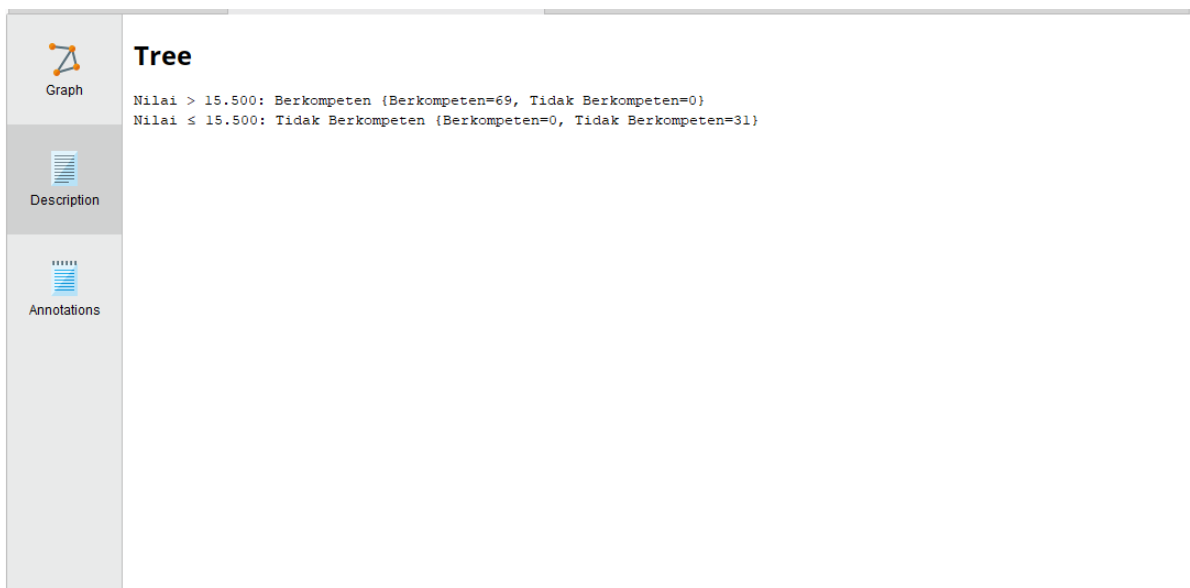 Tree
Graph
Nilai > 15.500: Berkompeten {Berkompeten=69, Tidak Berkompeten=0}
Nilai ≤ 15.500: Tidak Berkompeten {Berkompeten=0, Tidak Berkompeten=31}
Description
Annotations